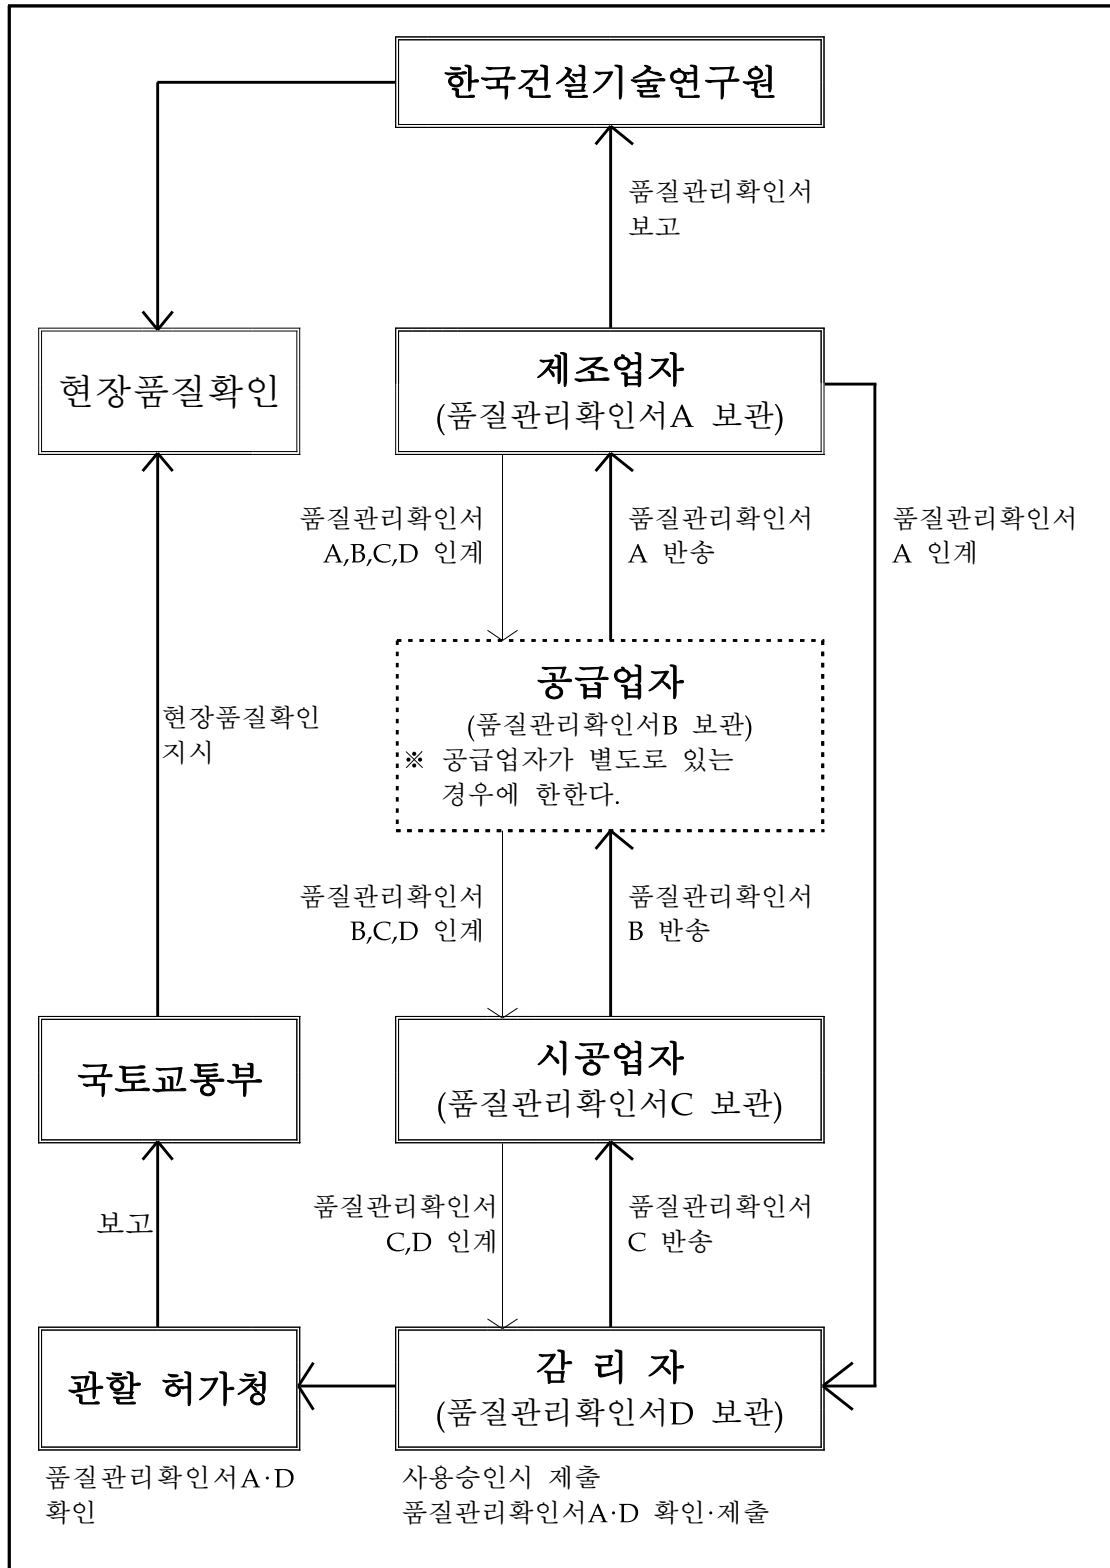 한국건설기술연구원
품질관리확인서
보고
현장품질확인
제조업자
(품질관리확인서A 보관)
품질관리확인서
A,B,C,D 인계
품질관리확인서
A 반송
품질관리확인서
A 인계
공급업자
(품질관리확인서B 보관)
※ 공급업자가 별도로 있는
경우에 한한다.
현장품질확인
지시
품질관리확인서
B,C,D 인계
품질관리확인서
B 반송
국토교통부
시공업자
(품질관리확인서C 보관)
보고
품질관리확인서
C,D 인계
품질관리확인서
C 반송
관할 허가청
감 리 자
(품질관리확인서D 보관)
품질관리확인서A·D
확인
사용승인시 제출
품질관리확인서A·D 확인·제출